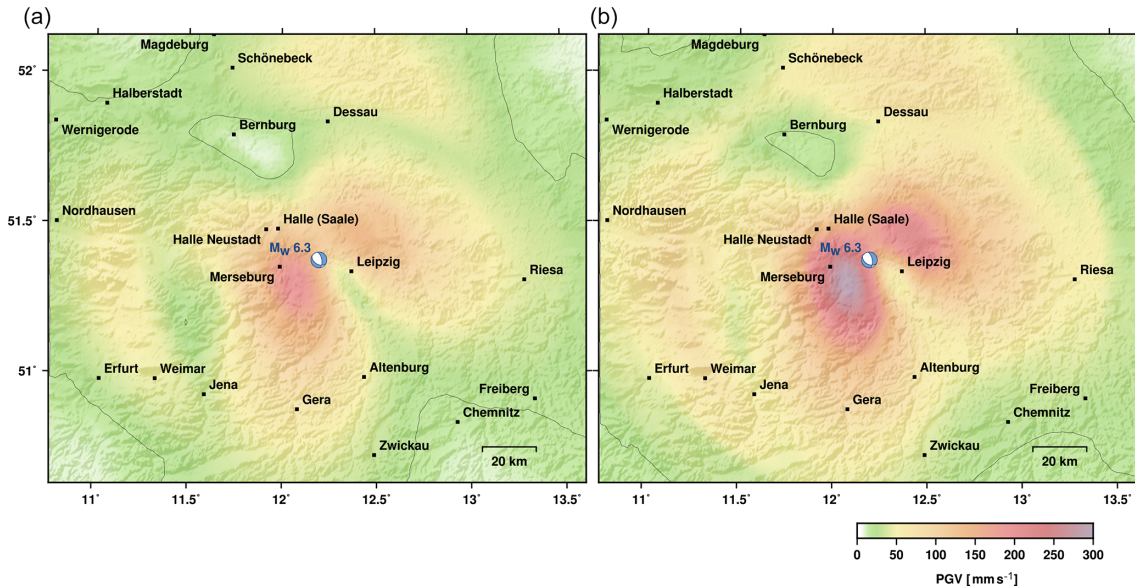 (a)
(b)
Magdeburg
Schönebeck
52°
Halberstadt
Wernigerode
Bernburg
Dessau
Nordhausen
51.5°
Halle (Saale)
Halle Neustadt
Mw 6.3
Merseburg
Leipzig
Riesa
51°
Erfurt
Weimar
Jena
Altenburg
Gera
Freiberg
Chemnitz
Zwickau
20 km
11°
11.5°
12°
12.5°
13°
13.5°
Magdeburg
Schönebeck
Halberstadt
Wernigerode
Bernburg
Dessau
Nordhausen
Halle (Saale)
Halle Neustadt
Mw 6.3
Merseburg
Leipzig
Riesa
Erfurt
Weimar
Jena
Altenburg
Gera
Freiberg
Chemnitz
Zwickau
20 km
11°
11.5°
12°
12.5°
13°
13.5°
0 50 100 150 200 250 300
PGV [mm s⁻¹]